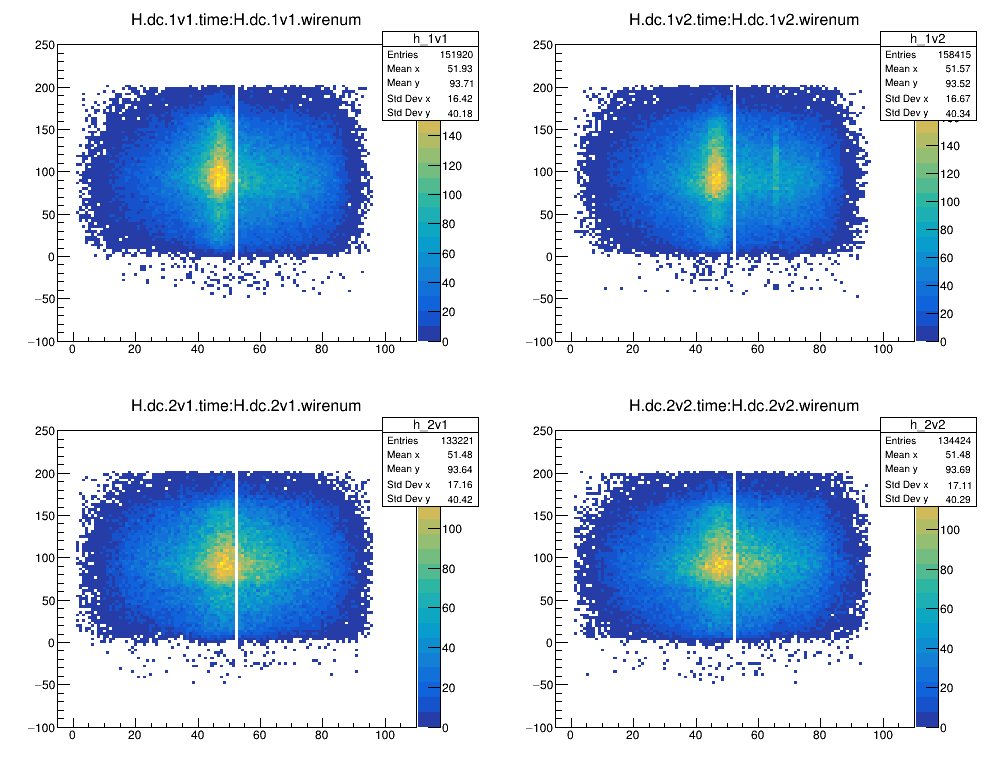 H.dc.1v1.time:H.dc.1v1.wirenum
h_1v1
Entries 151920
Mean x 51.93
Mean y 93.71
Std Dev x 16.42
Std Dev y 40.18
250
200
150
100
50
0
−50
−100
0 20 40 60 80 100
140
120
100
80
60
40
20
0
H.dc.1v2.time:H.dc.1v2.wirenum
h_1v2
Entries 158415
Mean x 51.57
Mean y 93.52
Std Dev x 16.67
Std Dev y 40.34
250
200
150
100
50
0
−50
−100
0 20 40 60 80 100
140
120
100
80
60
40
20
0
H.dc.2v1.time:H.dc.2v1.wirenum
h_2v1
Entries 133221
Mean x 51.48
Mean y 93.64
Std Dev x 17.16
Std Dev y 40.42
250
200
150
100
50
0
−50
−100
0 20 40 60 80 100
100
80
60
40
20
0
H.dc.2v2.time:H.dc.2v2.wirenum
h_2v2
Entries 134424
Mean x 51.48
Mean y 93.69
Std Dev x 17.11
Std Dev y 40.29
250
200
150
100
50
0
−50
−100
0 20 40 60 80 100
100
80
60
40
20
0